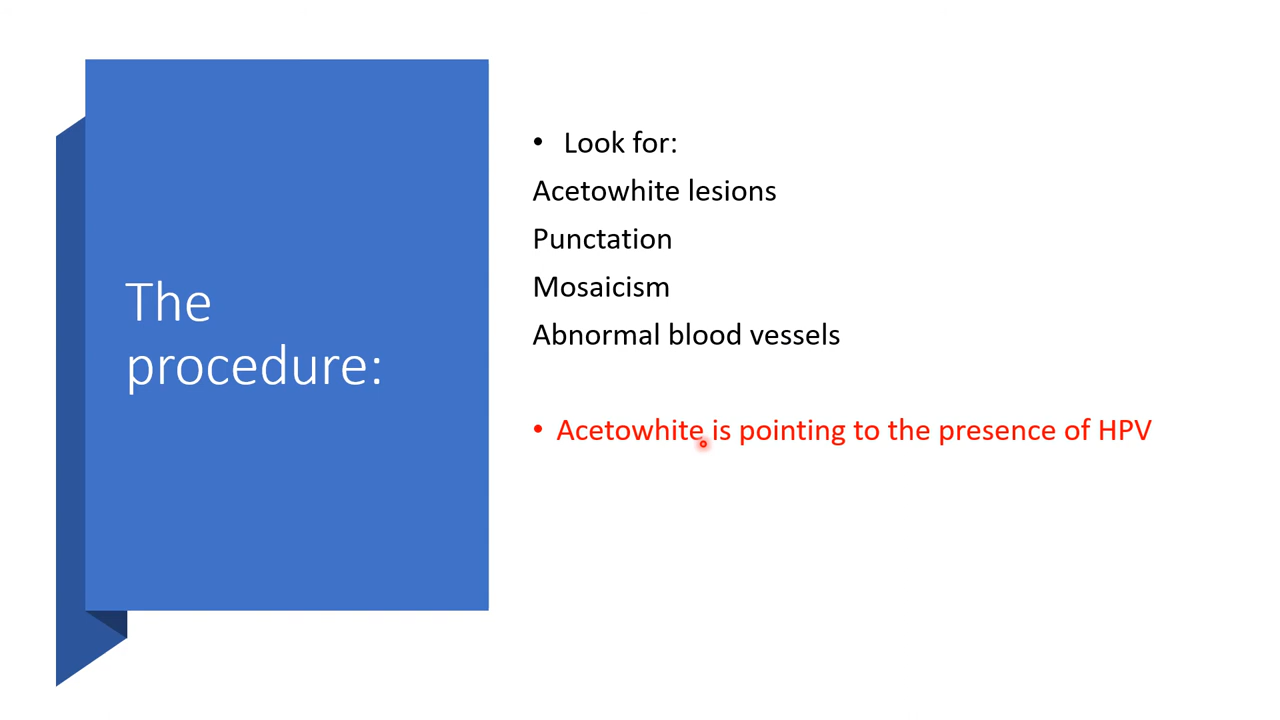 The
procedure:
• Look for:
Acetowhite lesions
Punctation
Mosaicism
Abnormal blood vessels
• Acetowhite is pointing to the presence of HPV